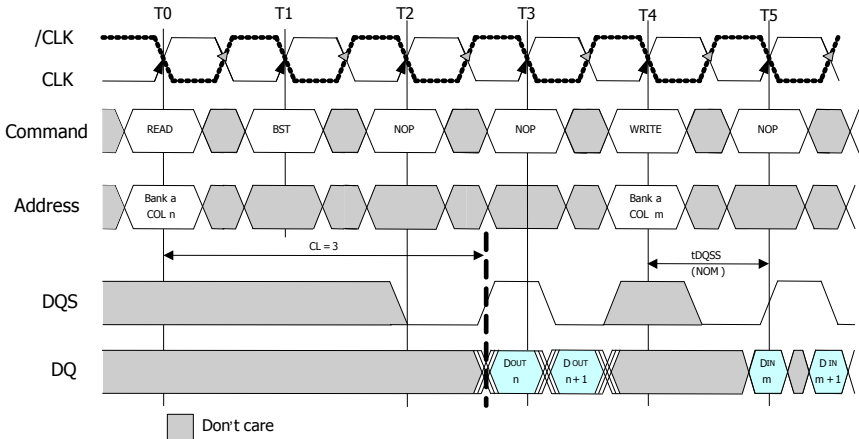 T0 T1 T2 T3 T4 T5
/CLK
CLK
Command READ BST NOP NOP WRITE NOP
Address Bank a COL n Bank a COL m
CL = 3
tDQSS
(NOM )
DQS
DQ DOUT n DOUT n + 1 DIN m DIN m + 1
Don't care